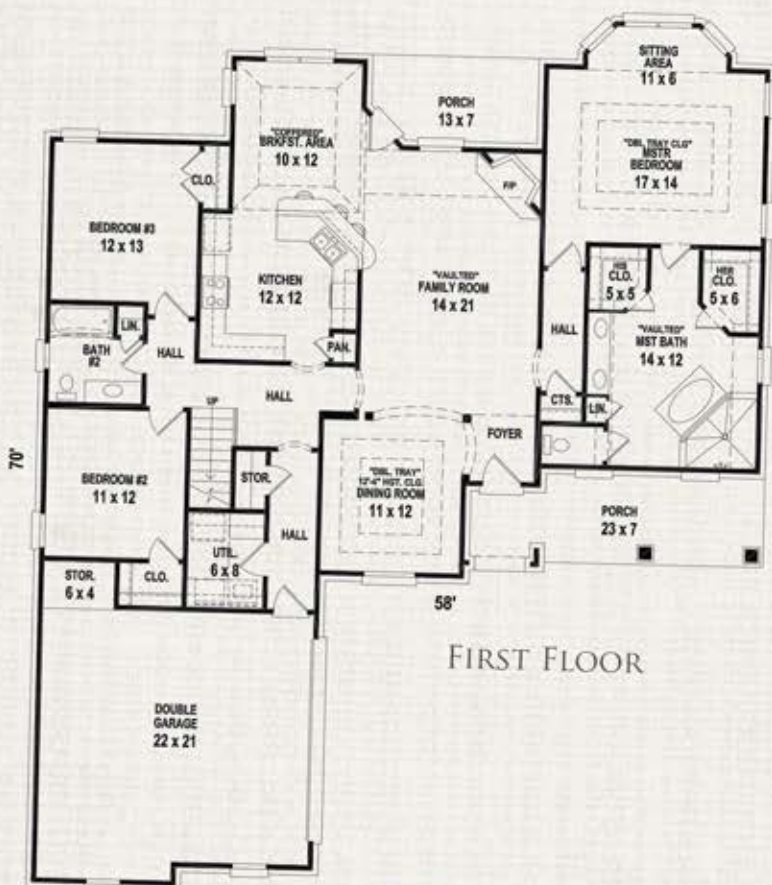 SITTING
AREA
11 x 6
PORCH
13 x 7
"COFFERED"
BRKFST. AREA
10 x 12
"DBL. TRAY CLG"
MSTR
BEDROOM
17 x 14
CLO.
F/P
BEDROOM #3
12 x 13
KITCHEN
12 x 12
"VAULTED"
FAMILY ROOM
14 x 21
HIS
CLO.
5 x 5
HER
CLO.
5 x 6
LIN.
BATH
#2
HALL
PAN.
HALL
"VAULTED"
MST BATH
14 x 12
UP
HALL
CTS.
LIN.
FOYER
70'
BEDROOM #2
11 x 12
STOR.
"DBL. TRAY"
12'-4" HGT. CLG.
DINING ROOM
11 x 12
HALL
PORCH
23 x 7
UTIL.
6 x 8
STOR.
6 x 4
CLO.
58'
FIRST FLOOR
DOUBLE
GARAGE
22 x 21